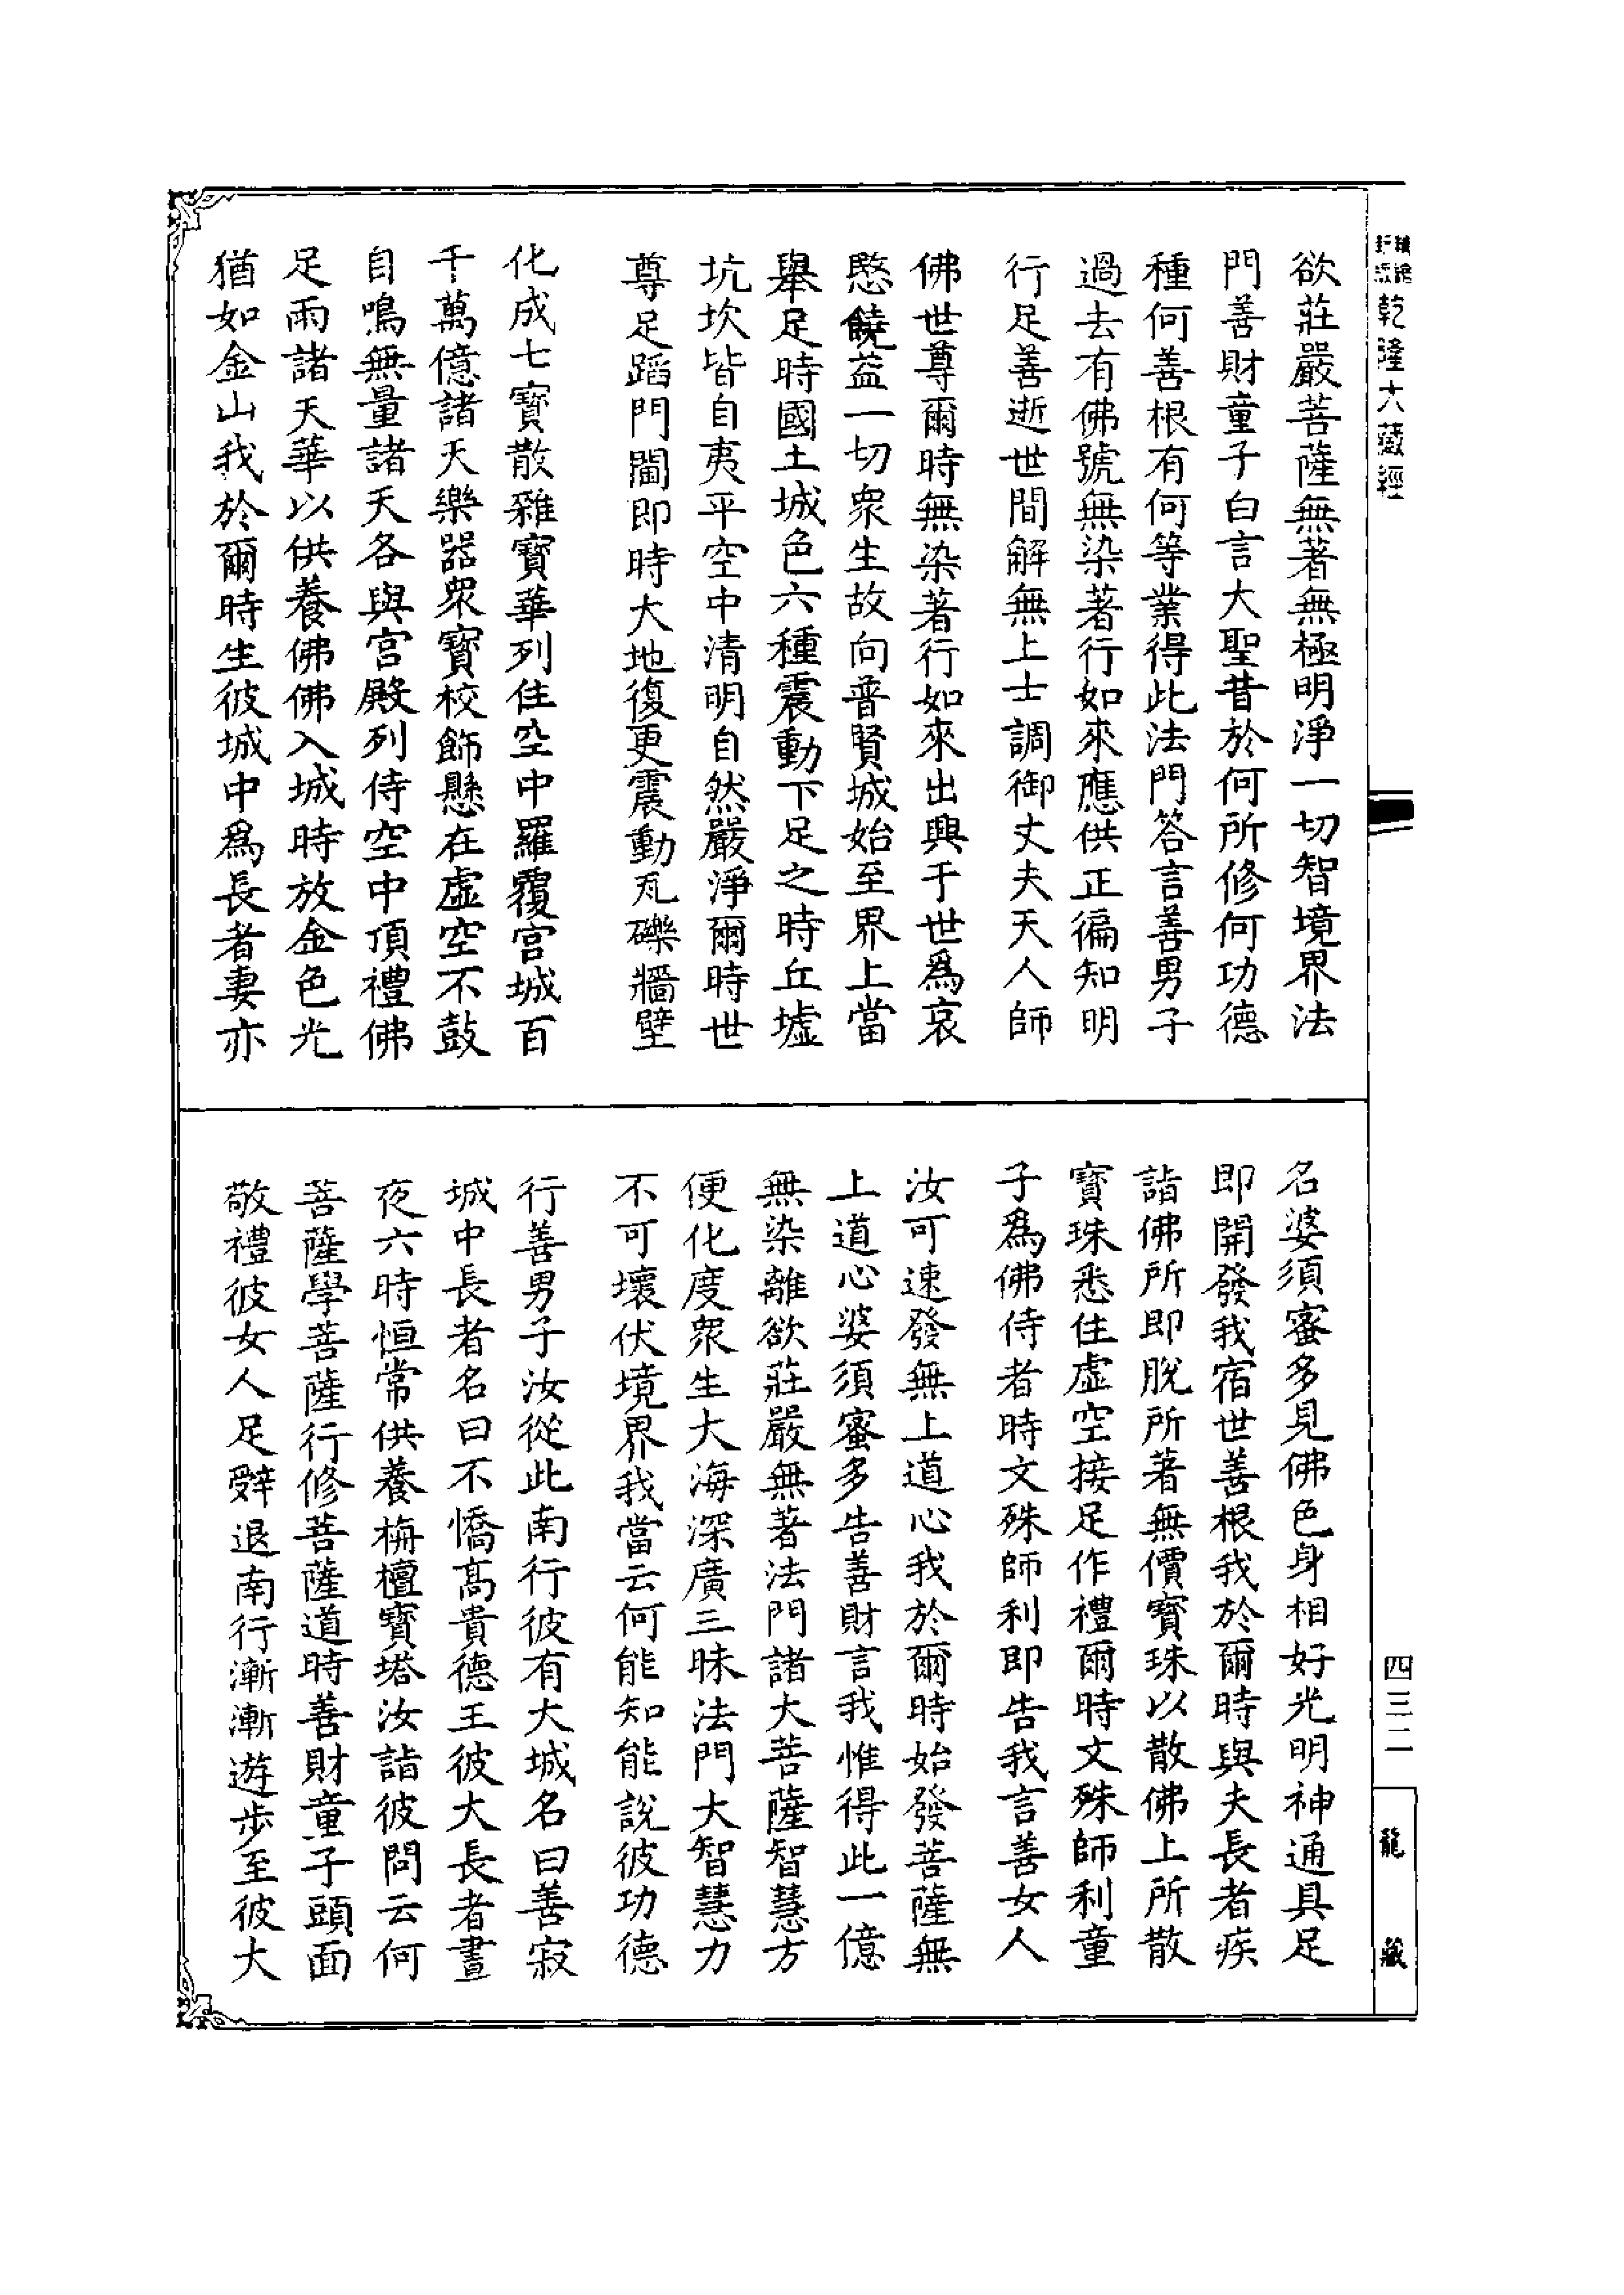 乾隆大藏經
欲莊嚴菩薩無著無極明淨一切智境界法
門善財童子白言大聖昔於何所修何功德
種何善根有何等業得此法門答言善男子
過去有佛號無染著行如來應供正徧知明
行足善逝世間解無上士調御丈夫天人師
佛世尊爾時無染著行如來出興于世爲哀
愍饒益一切衆生故向普賢城始至界上當
舉足時國土城色六種震動下足之時丘墟
坑坎皆自夷平空中清明自然嚴淨爾時世
尊足蹈門閫即時大地復更震動瓦礫牆壁
化成七寶散雜寶華列住空中羅覆宮城百
千萬億諸天樂器衆寶校飾懸在虛空不鼓
自鳴無量諸天各與宮殿列侍空中頂禮佛
足雨諸天華以供養佛佛入城時放金色光
猶如金山我於爾時生彼城中爲長者妻亦
名婆須蜜多見佛色身相好光明神通具足
即開發我宿世善根我於爾時與夫長者疾
詣佛所即脫所著無價寶珠以散佛上所散
寶珠悉住虛空接足作禮爾時文殊師利童
子爲佛侍者時文殊師利即告我言善女人
汝可速發無上道心我於爾時始發菩薩無
上道心婆須蜜多告善財言我惟得此一億
無染離欲莊嚴無著法門諸大菩薩智慧方
便化度衆生大海深廣三昧法門大智慧力
不可壞伏境界我當云何能知能說彼功德
行善男子汝從此南行彼有大城名曰善寂
城中長者名曰不憍高貴德王彼大長者晝
夜六時恒常供養栴檀寶塔汝詣彼問云何
菩薩學菩薩行修菩薩道時善財童子頭面
敬禮彼女人足辭退南行漸漸遊步至彼大
四三二
龍藏